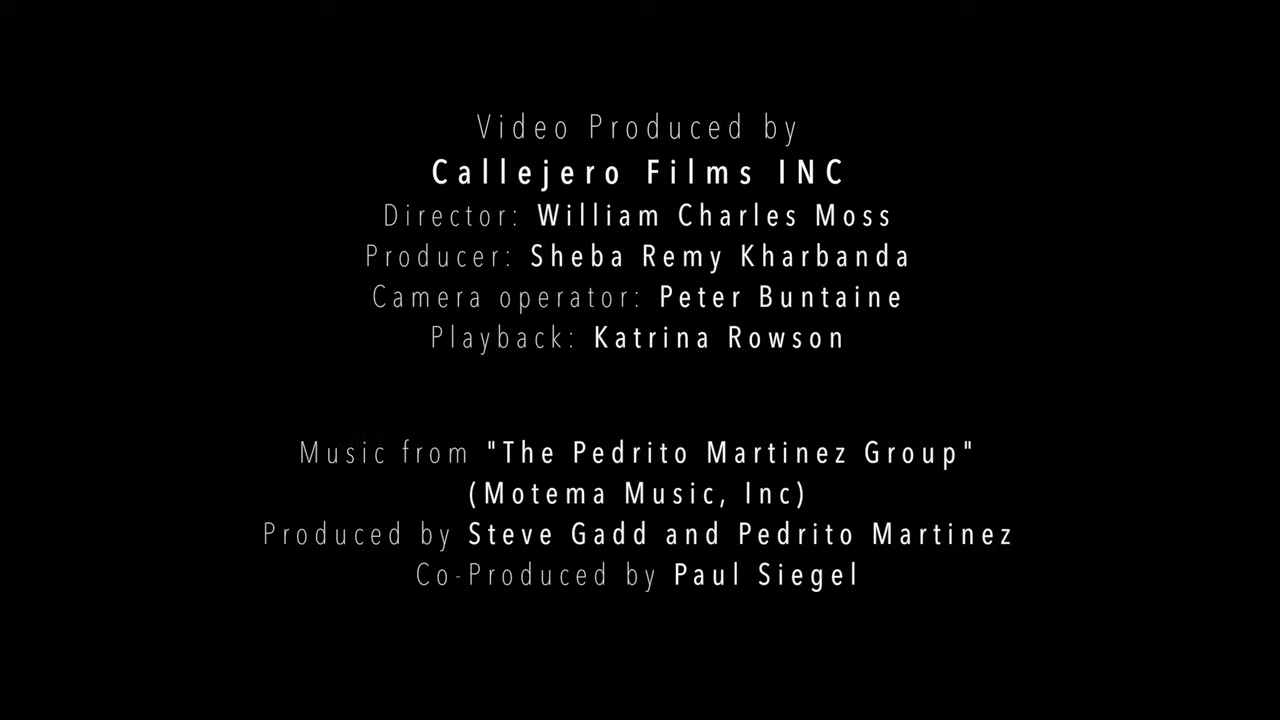 Video Produced by
Callejero Films INC
Director: William Charles Moss
Producer: Sheba Remy Kharbanda
Camera operator: Peter Buntaine
Playback: Katrina Rowson
Music from "The Pedrito Martinez Group"
(Motema Music, Inc)
Produced by Steve Gadd and Pedrito Martinez
Co-Produced by Paul Siegel